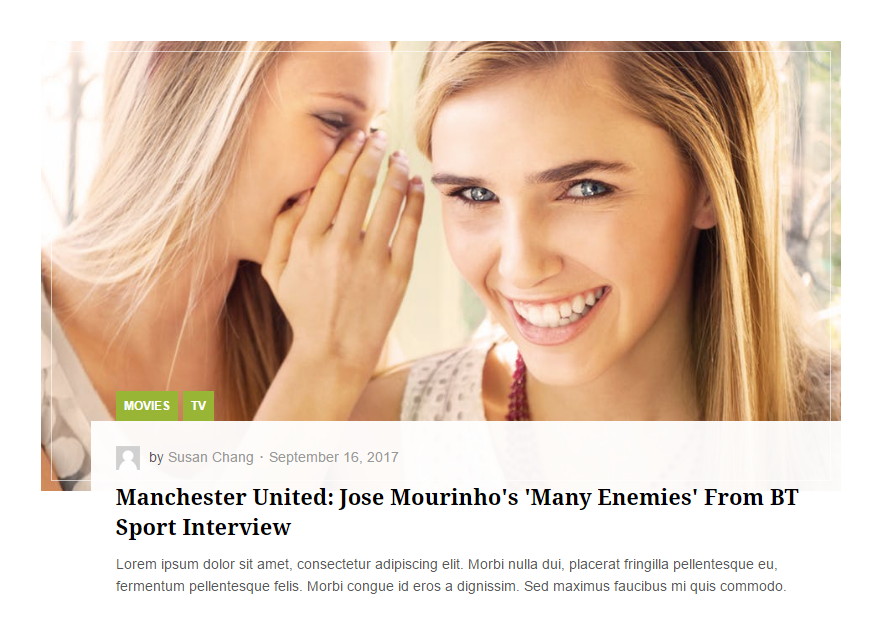 MOVIES TV
by Susan Chang · September 16, 2017
Manchester United: Jose Mourinho's 'Many Enemies' From BT
Sport Interview
Lorem ipsum dolor sit amet, consectetur adipiscing elit. Morbi nulla dui, placerat fringilla pellentesque eu,
fermentum pellentesque felis. Morbi congue id eros a dignissim. Sed maximus faucibus mi quis commodo.